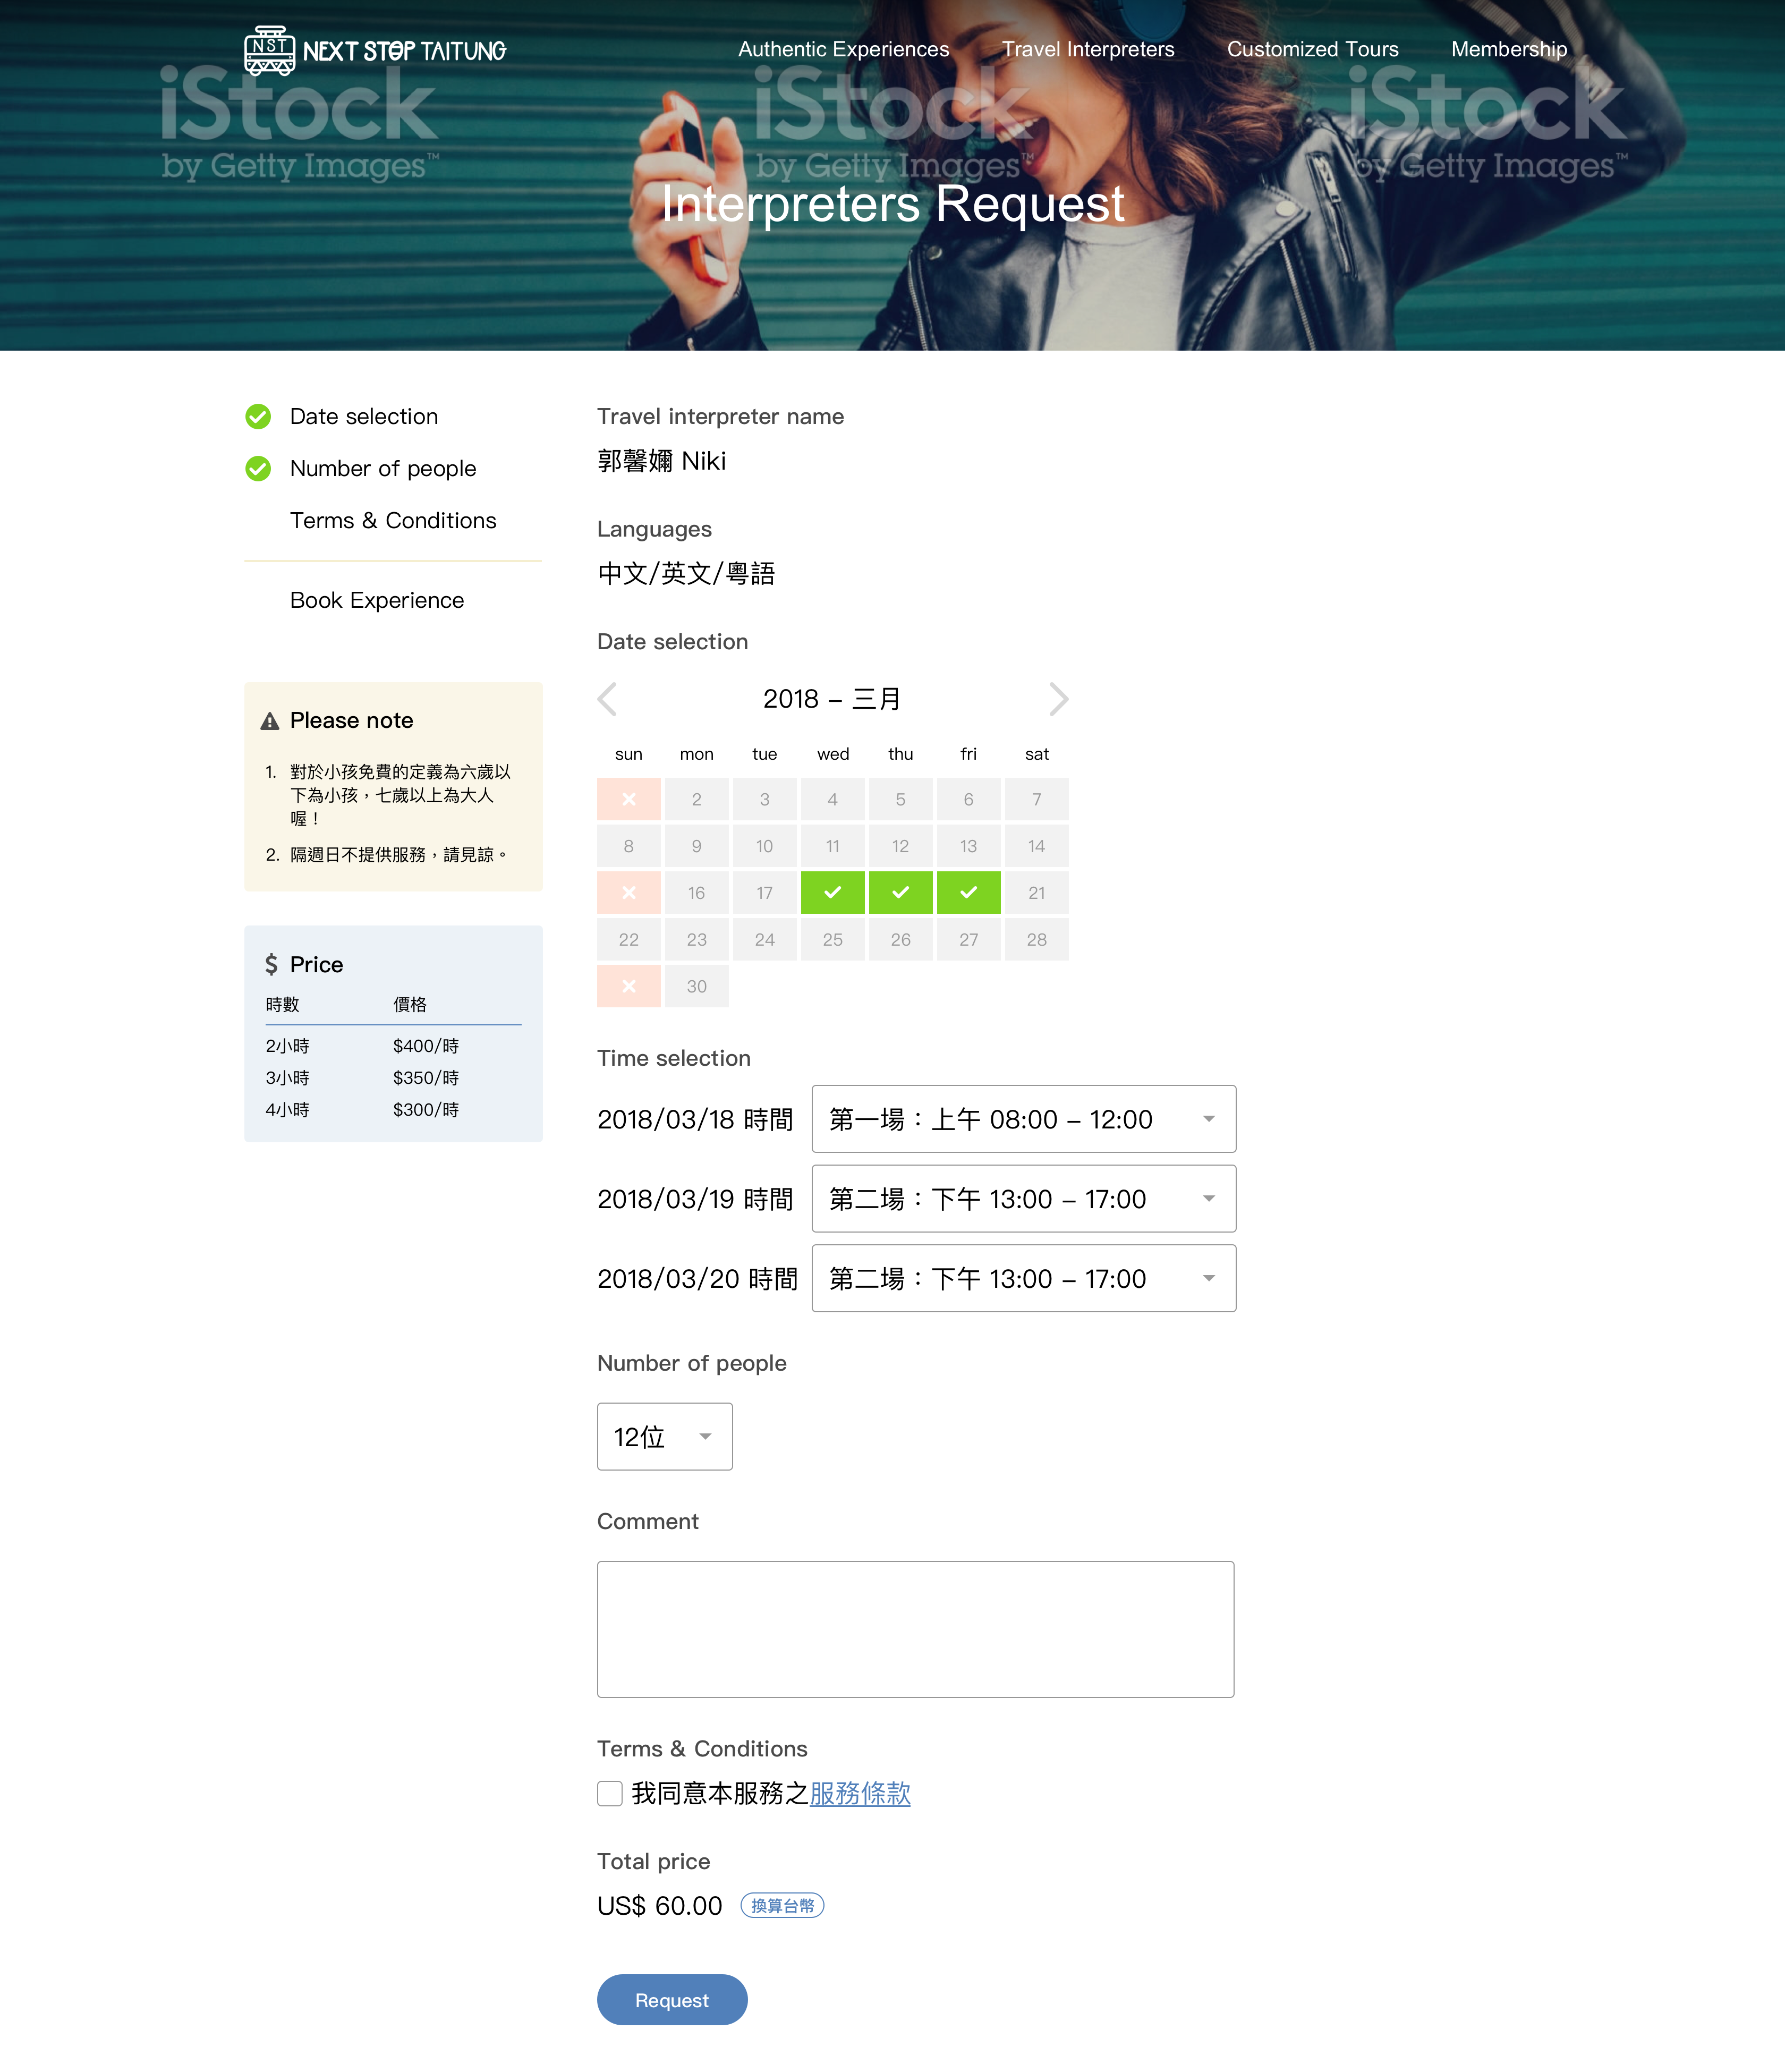 NST NEXT STOP TAITUNG
Authentic Experiences
Travel Interpreters
Customized Tours
Membership
iStock
by Getty Images™
iStock
by Getty Images™
iStock
by Getty Images™
Interpreters Request
Date selection
Number of people
Terms & Conditions
Book Experience
Please note
1. 對於小孩免費的定義為六歲以
下為小孩，七歲以上為大人
喔！
2. 隔週日不提供服務，請見諒。
$ Price
時數 價格
2小時 $400/時
3小時 $350/時
4小時 $300/時
Travel interpreter name
郭馨嬭 Niki
Languages
中文/英文/粵語
Date selection
2018 – 三月
sun mon tue wed thu fri sat
2 3 4 5 6 7
8 9 10 11 12 13 14
16 17 21
22 23 24 25 26 27 28
30
Time selection
2018/03/18 時間 第一場：上午 08:00 – 12:00
2018/03/19 時間 第二場：下午 13:00 – 17:00
2018/03/20 時間 第二場：下午 13:00 – 17:00
Number of people
12位
Comment
Terms & Conditions
我同意本服務之服務條款
Total price
US$ 60.00 換算台幣
Request